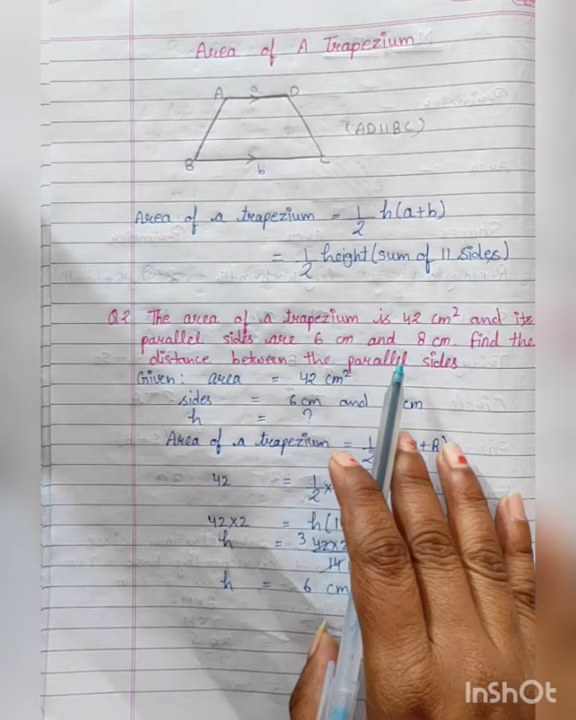 Area of A Trapezium
A a D
(AD||BC)
B b C
Area of a trapezium = 1/2 h(a+b)
= 1/2 height (sum of || sides)
Q2 The area of a trapezium is 42 cm² and its
parallel sides are 6 cm and 8 cm. Find the
distance between the parallel sides
Given: area = 42 cm²
sides = 6 cm and cm
h = ?
Area of a trapezium = 1/2
42 = 1/2 ×
42×2 = h(1
h = 3 42×2
14
h = 6 cm
InShOt